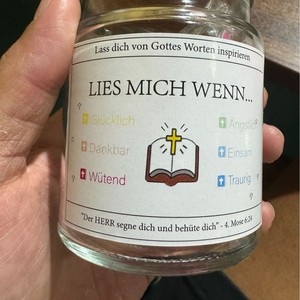 Lass dich von Gottes Worten inspirieren
LIES MICH WENN...
Glücklich
Dankbar
Wütend
Ängstlich
Einsam
Traurig
"Der HERR segne dich und behüte dich" - 4. Mose 6:24